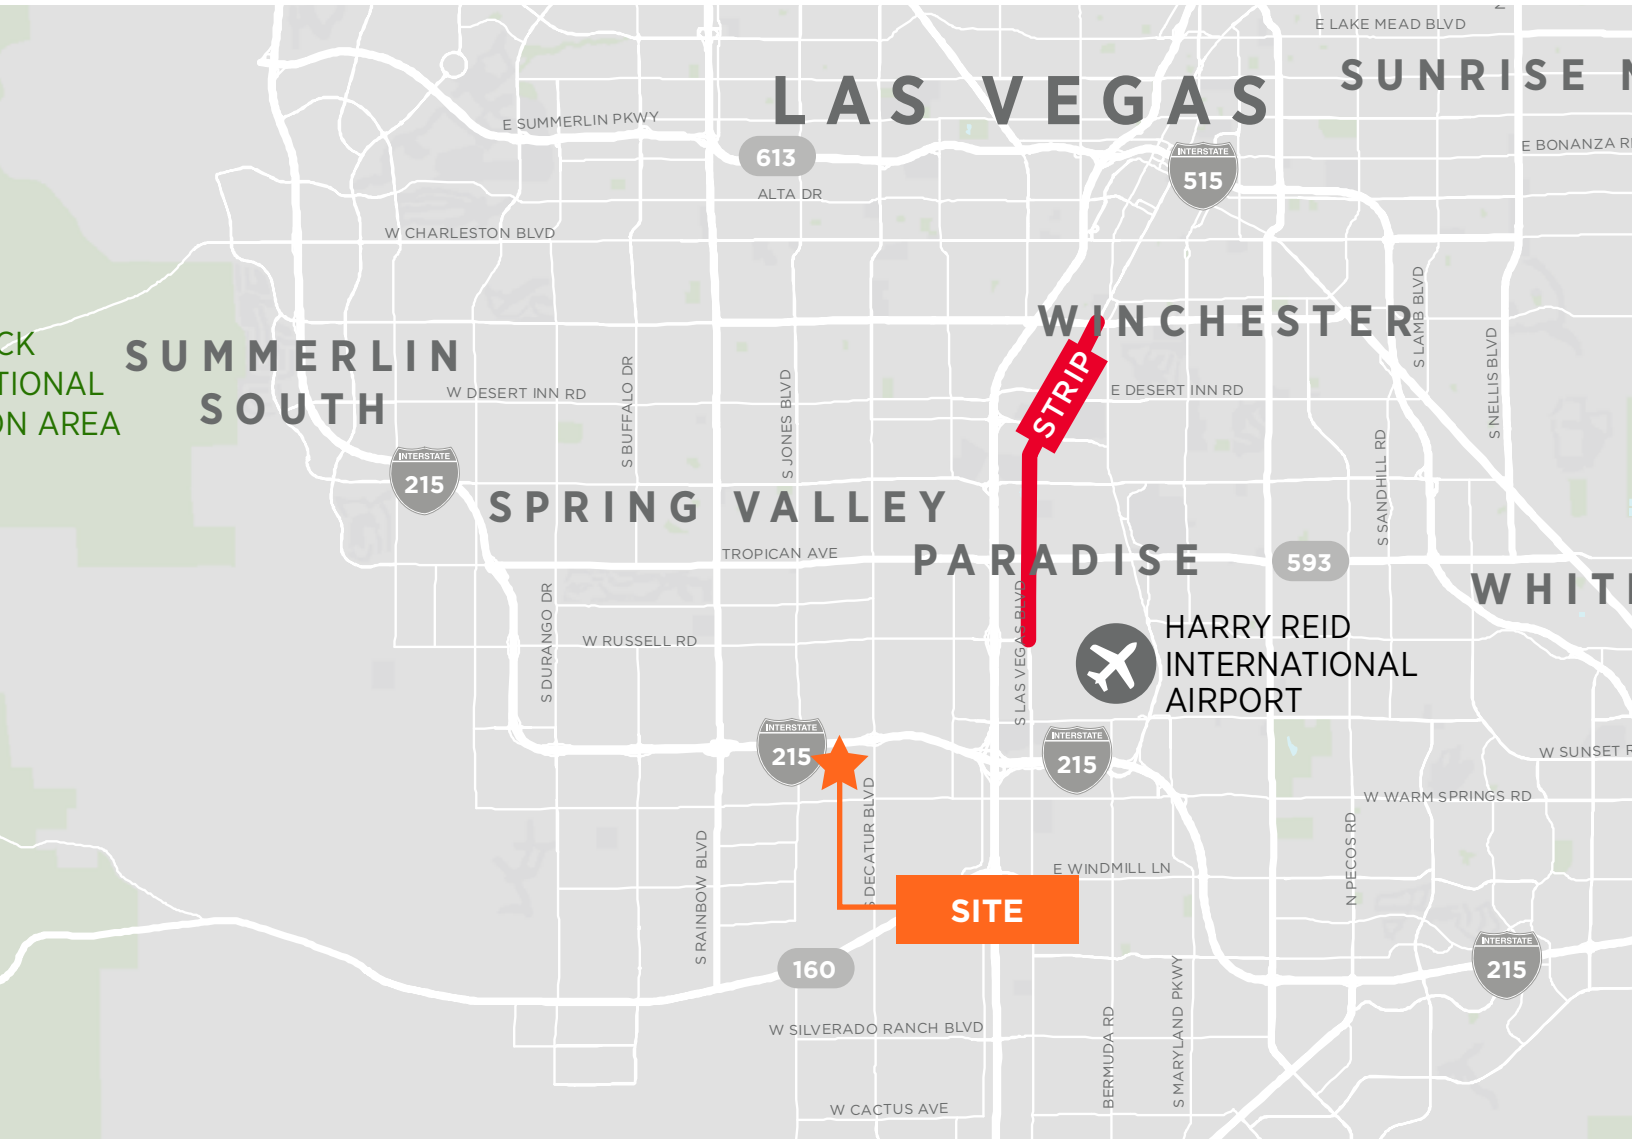 E LAKE MEAD BLVD
LAS VEGAS
SUNRISE
E SUMMERLIN PKWY
613
INTERSTATE
515
E BONANZA
ALTA DR
W CHARLESTON BLVD
WINCHESTER
S LAMB BLVD
CK
TIONAL
ON AREA
SUMMERLIN
SOUTH
W DESERT INN RD
S BUFFALO DR
S JONES BLVD
STRIP
E DESERT INN RD
S NELLIS BLVD
S SANDHILL RD
INTERSTATE
215
SPRING VALLEY
TROPICAN AVE
PARADISE
593
WHIT
S DURANGO DR
W RUSSELL RD
S LAS VEGAS BLVD
HARRY REID
INTERNATIONAL
AIRPORT
INTERSTATE
215
INTERSTATE
215
W SUNSET
S DECATUR BLVD
W WARM SPRINGS RD
S RAINBOW BLVD
E WINDMILL LN
N PECOS RD
SITE
160
INTERSTATE
215
W SILVERADO RANCH BLVD
BERMUDA RD
S MARYLAND PKWY
W CACTUS AVE